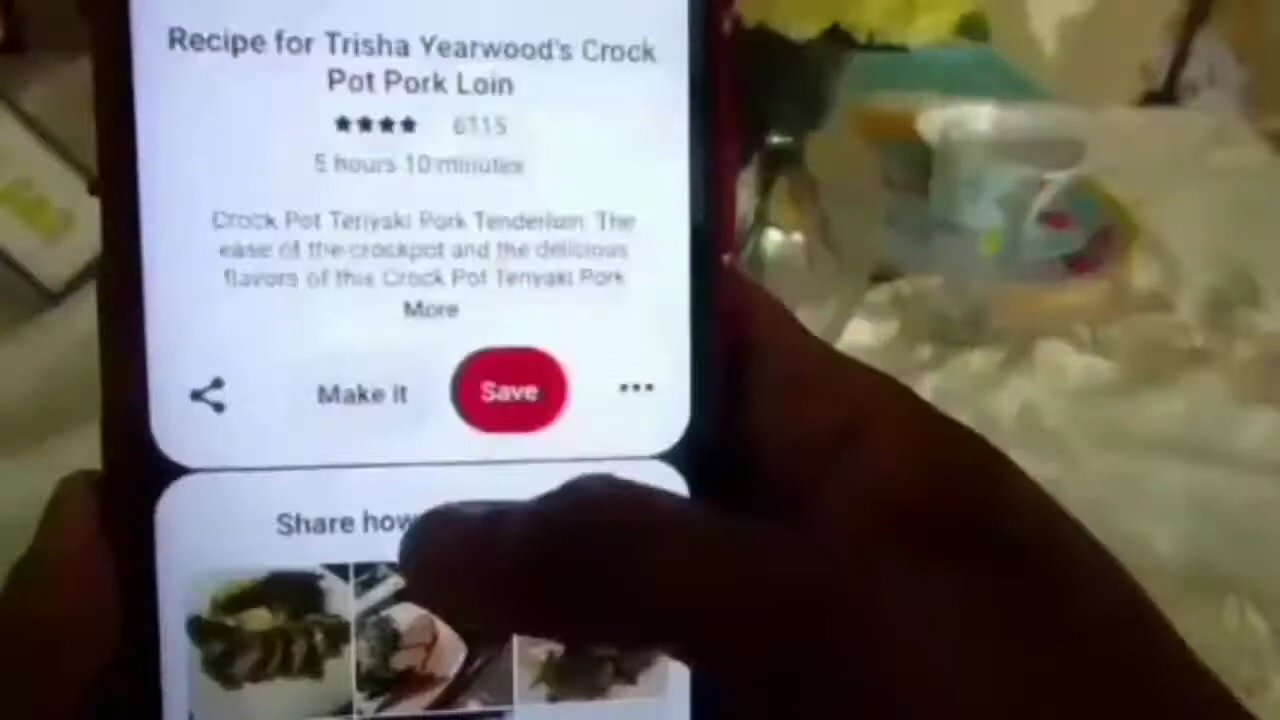 Recipe for Trisha Yearwood's Crock
Pot Pork Loin
6115
5 hours 10 minutes
Crock Pot Teriyaki Pork Tenderloin The
ease of the crockpot and the delicious
flavors of this Crock Pot Teriyaki Pork
More
Make it
Save
Share how